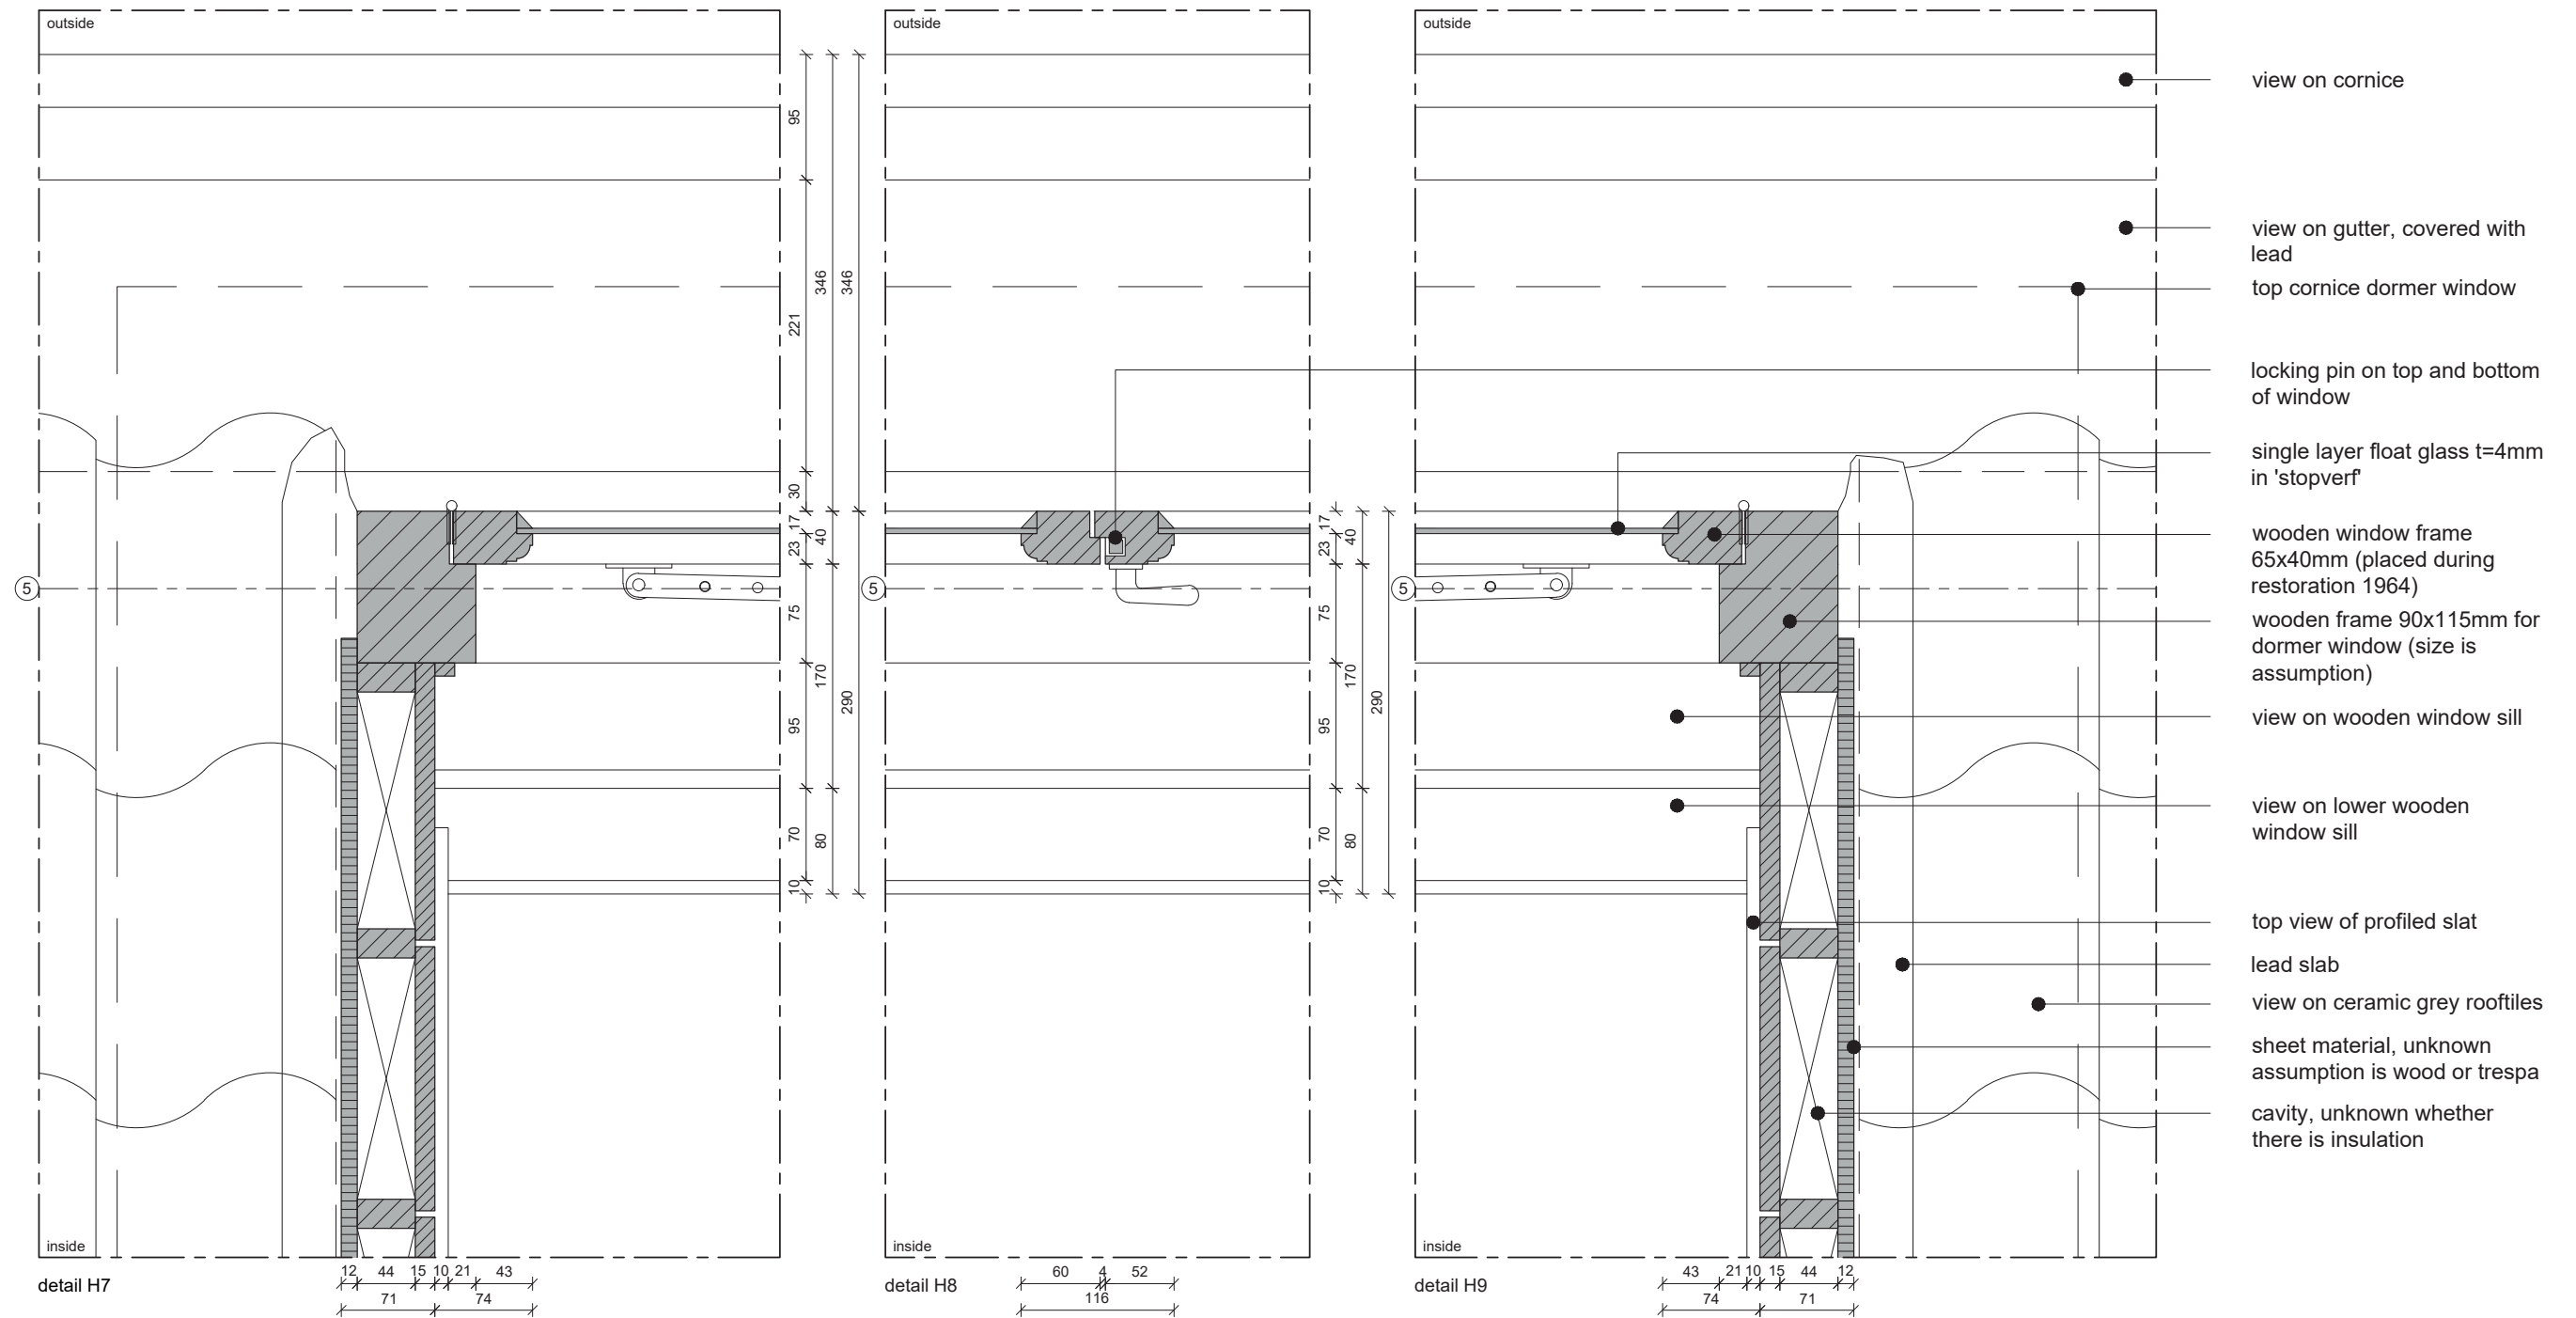 outside
outside
outside
view on cornice
95
view on gutter, covered with
lead
346
346
top cornice dormer window
221
locking pin on top and bottom
of window
single layer float glass t=4mm
in 'stopverf'
30
17
40
23
17
40
23
wooden window frame
65x40mm (placed during
restoration 1964)
5
5
5
75
75
wooden frame 90x115mm for
dormer window (size is
assumption)
170
170
290
290
95
95
view on wooden window sill
view on lower wooden
window sill
70
80
70
80
10
10
top view of profiled slat
lead slab
view on ceramic grey rooftiles
sheet material, unknown
assumption is wood or trespa
cavity, unknown whether
there is insulation
inside
inside
inside
detail H7
12 44 15 10 21 43
71 74
detail H8
60 4 52
116
detail H9
43 21 10 15 44 12
74 71